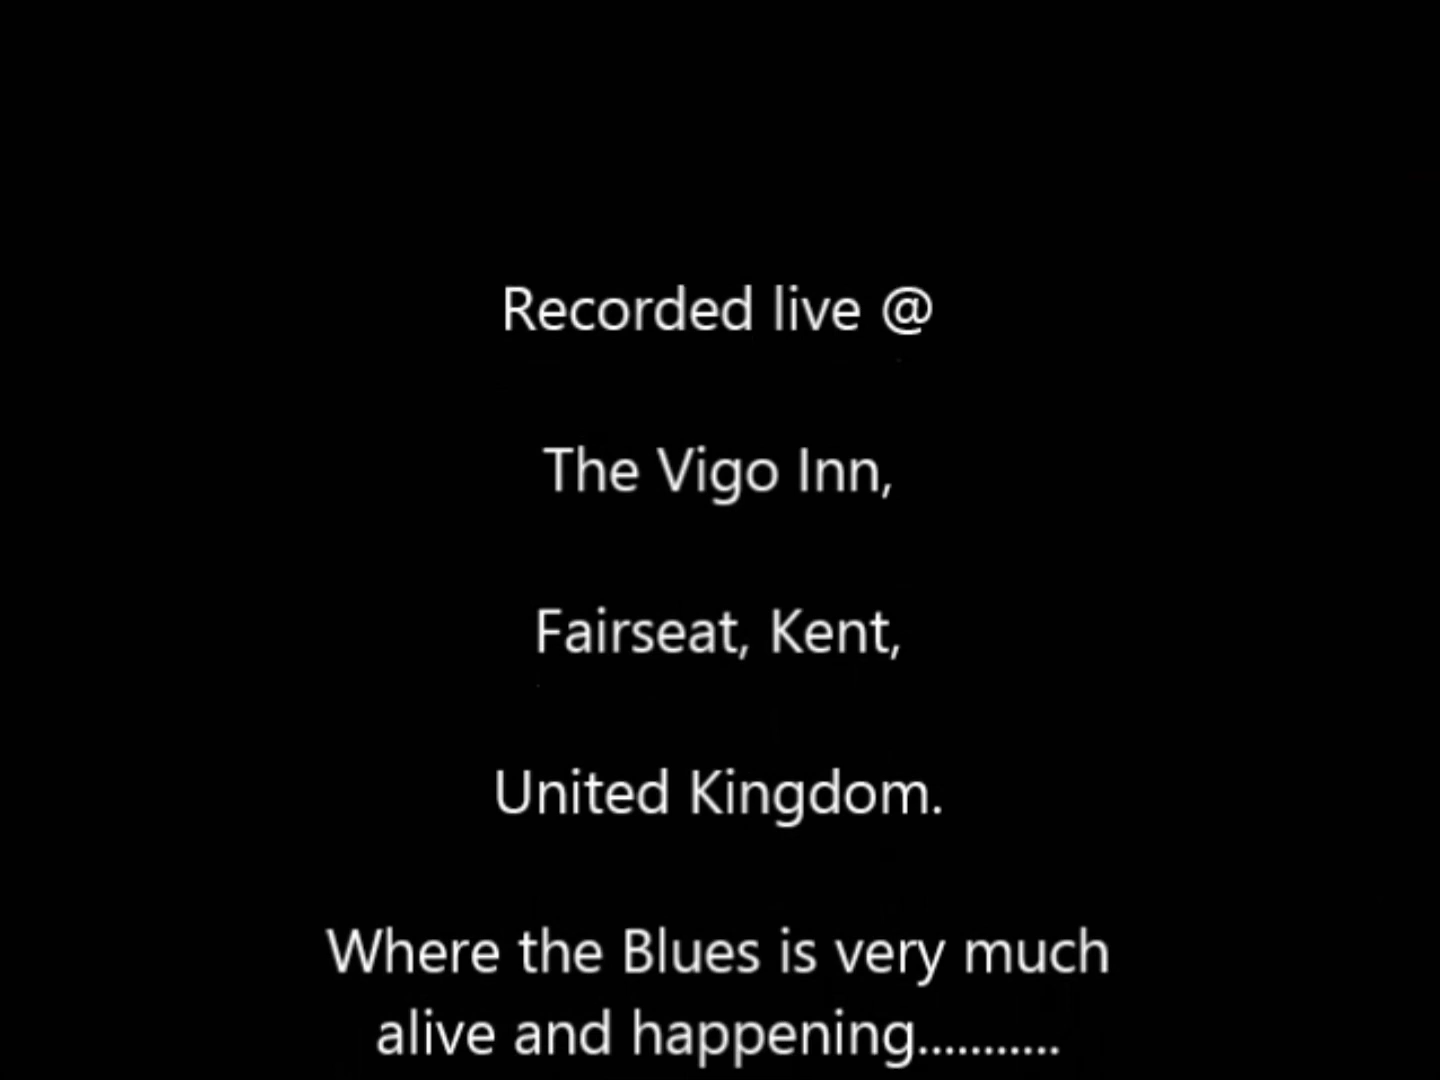 Recorded live @
The Vigo Inn,
Fairseat, Kent,
United Kingdom.
Where the Blues is very much
alive and happening...........